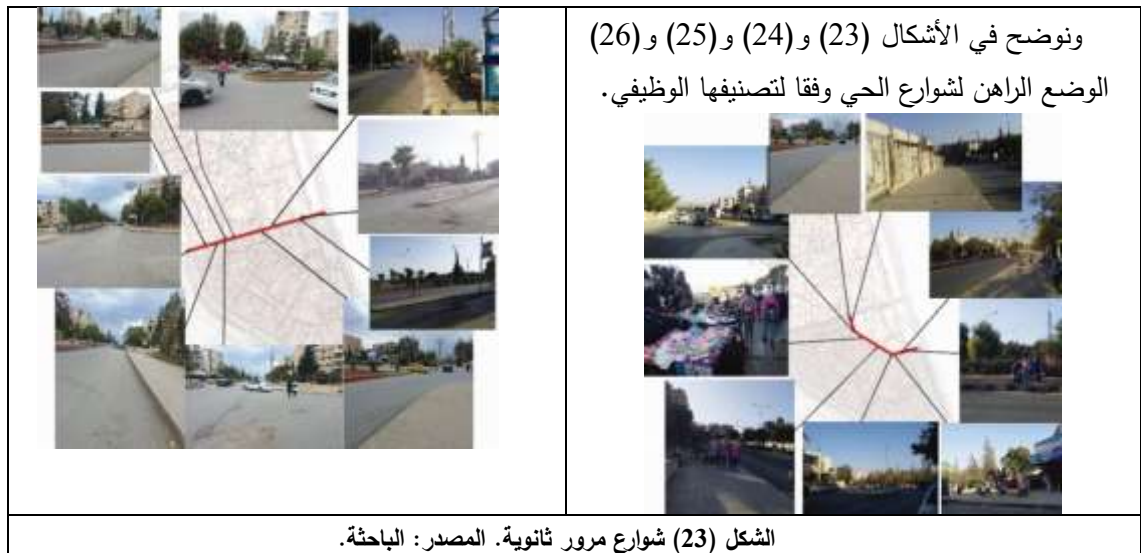 ونوضح في الأشكال (23) و(24) و(25) و(26)
الوضع الراهن لشوارع الحي وفقا لتصنيفها الوظيفي.
الشكل (23) شوارع مرور ثانوية. المصدر: الباحثة.